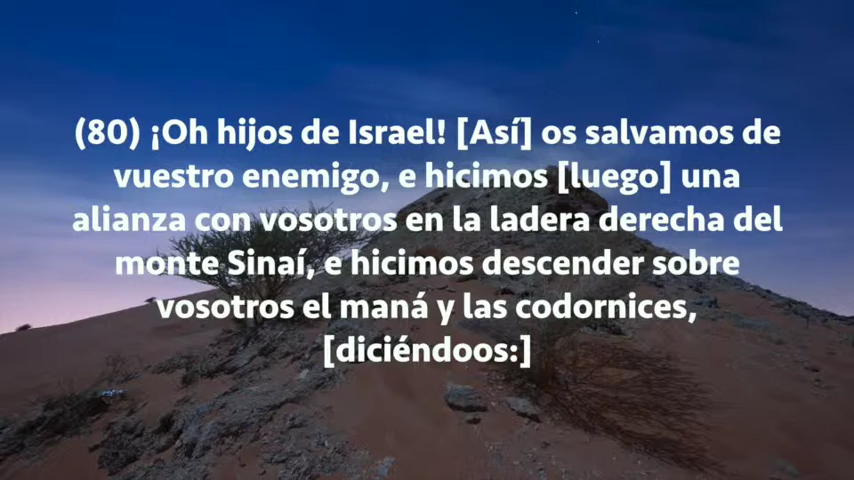 (80) ¡Oh hijos de Israel! [Así] os salvamos de
vuestro enemigo, e hicimos [luego] una
alianza con vosotros en la ladera derecha del
monte Sinaí, e hicimos descender sobre
vosotros el maná y las codornices,
[diciéndoos:]